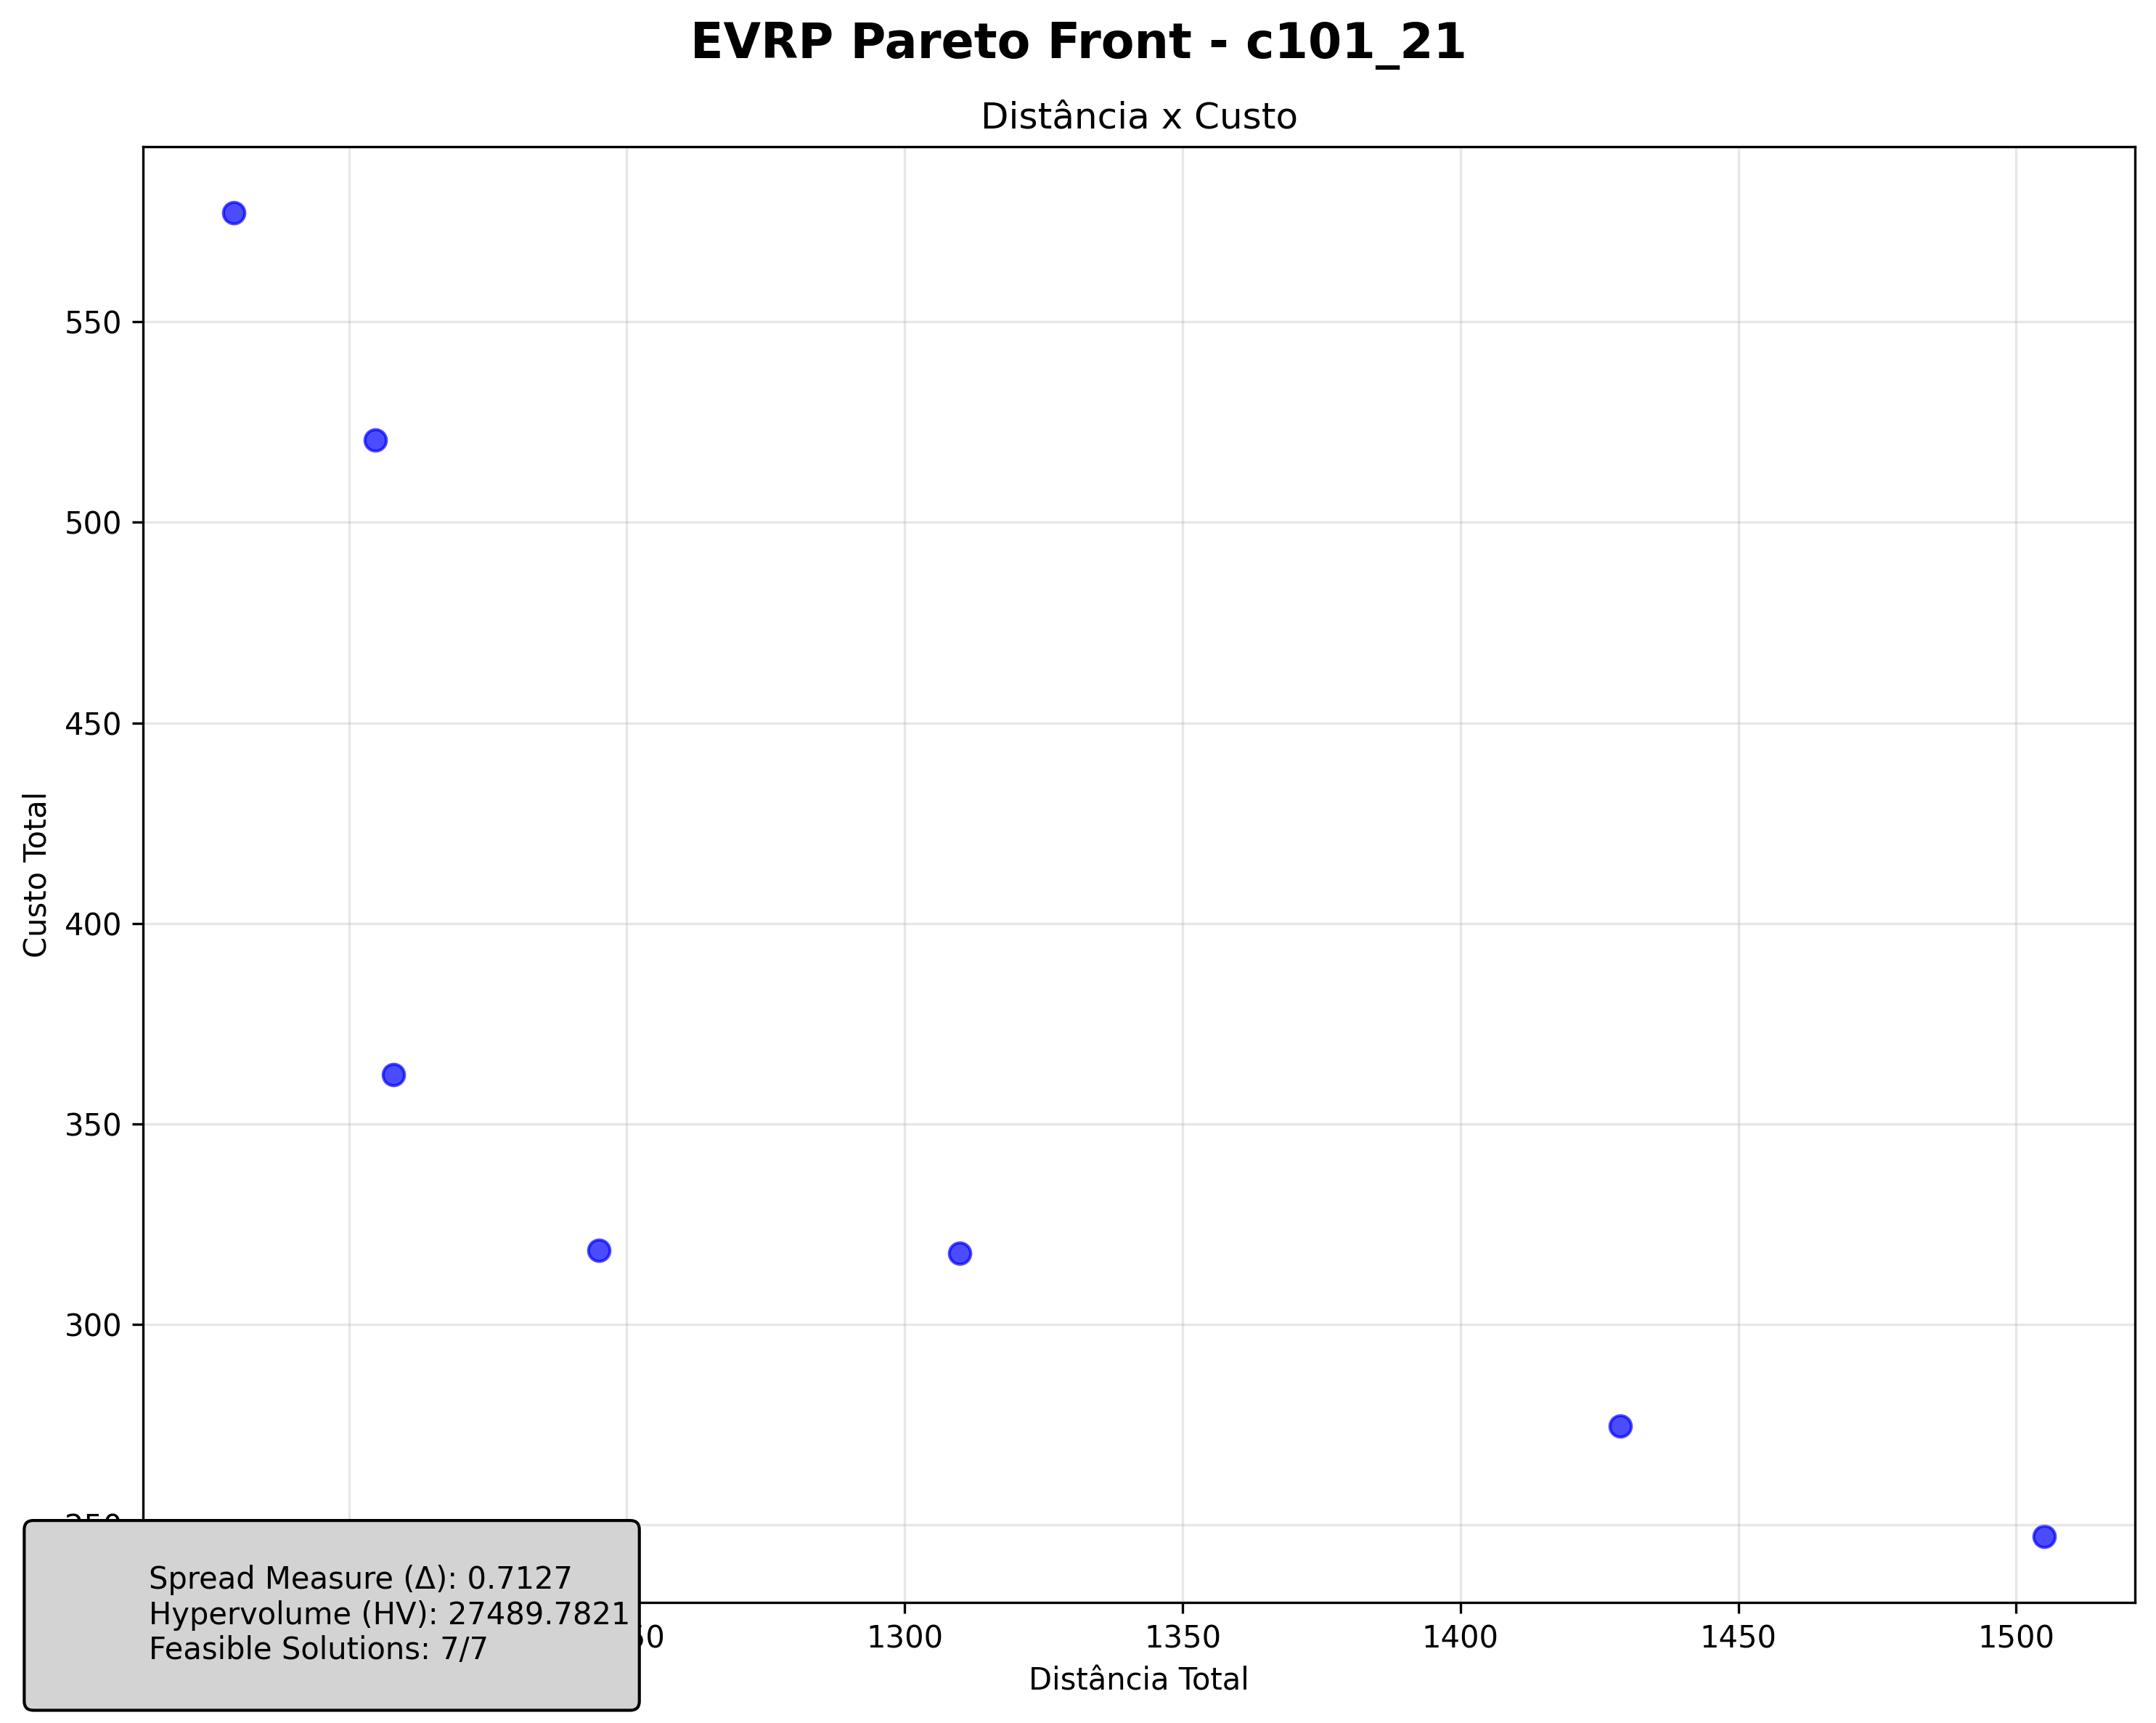 EVRP Pareto Front - c101_21
Distância x Custo
550
500
450
400
350
300
Custo Total
Spread Measure (Δ): 0.7127
Hypervolume (HV): 27489.7821
Feasible Solutions: 7/7
1300 1350 1400 1450 1500
Distância Total